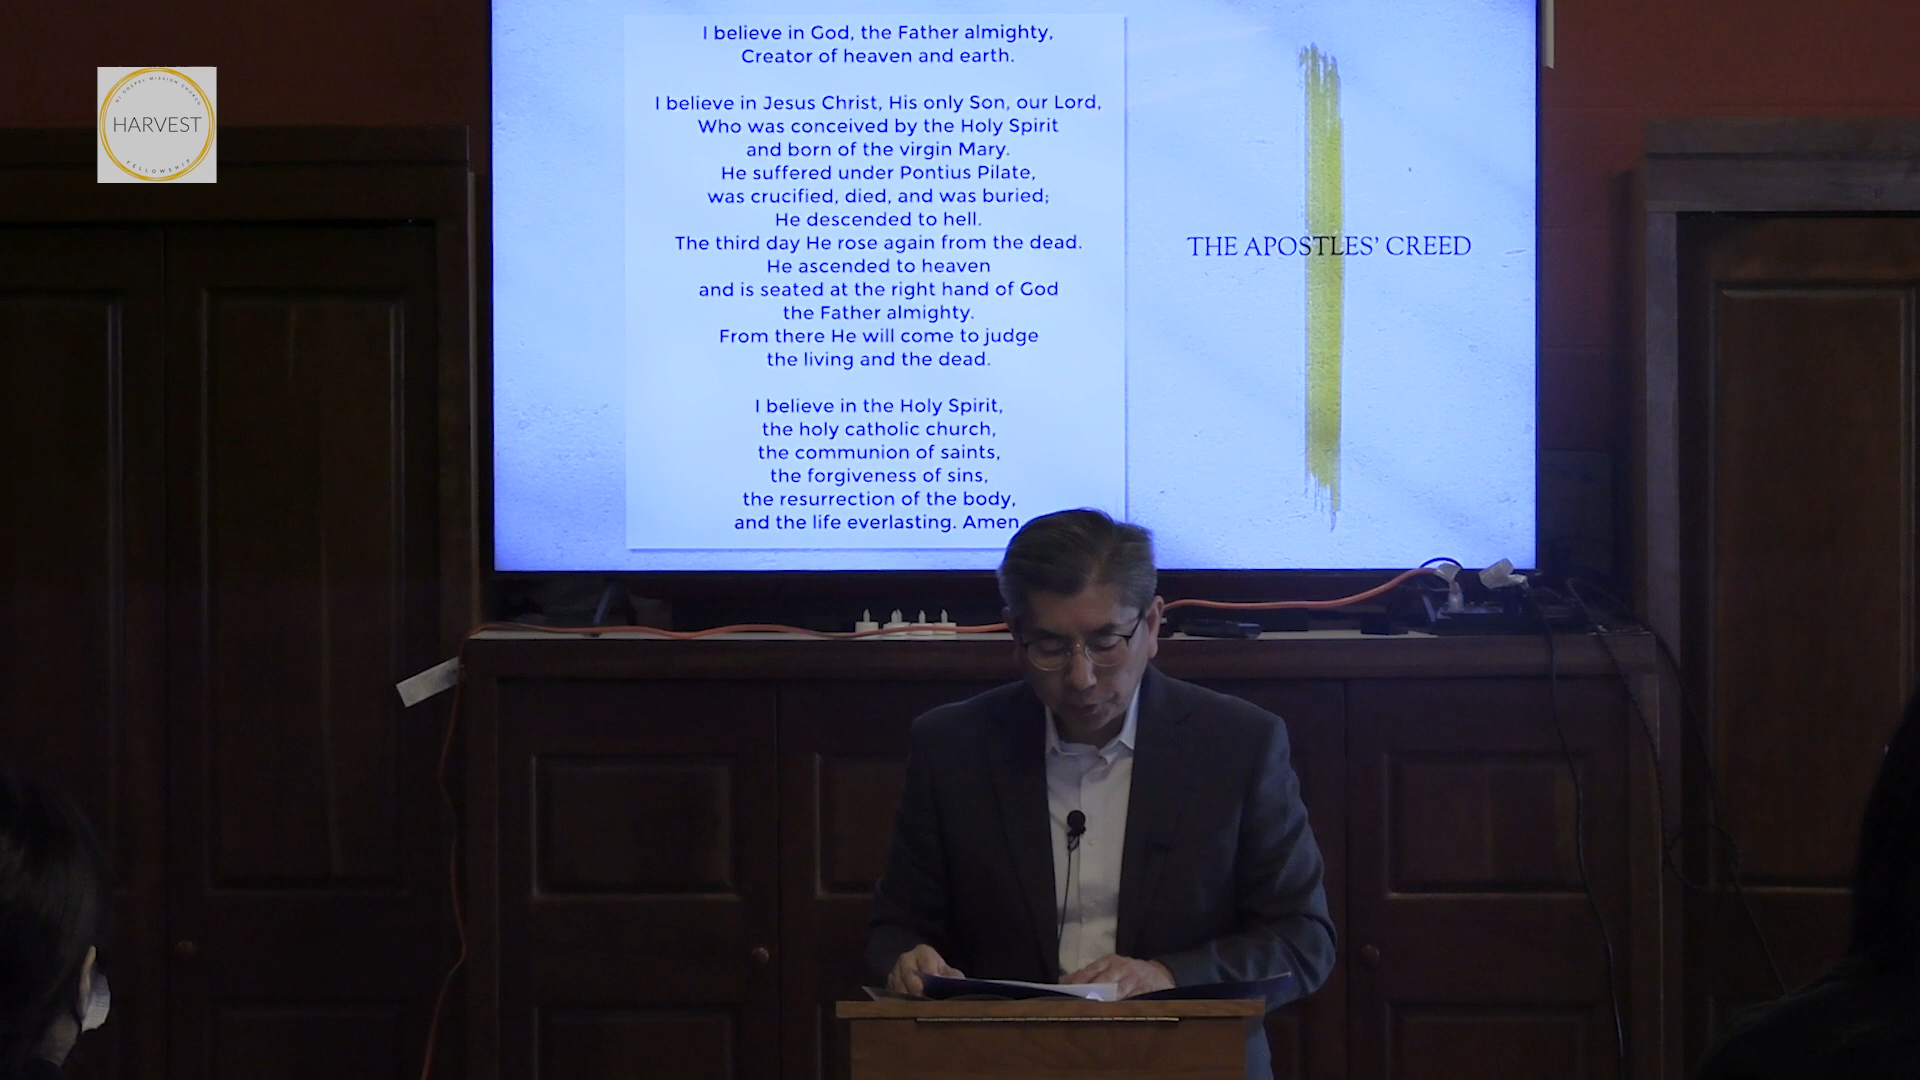 NJ GOSPEL MISSION CHURCH
HARVEST
FELLOWSHIP
I believe in God, the Father almighty,
Creator of heaven and earth.
I believe in Jesus Christ, His only Son, our Lord,
Who was conceived by the Holy Spirit
and born of the virgin Mary.
He suffered under Pontius Pilate,
was crucified, died, and was buried;
He descended to hell.
The third day He rose again from the dead.
He ascended to heaven
and is seated at the right hand of God
the Father almighty.
From there He will come to judge
the living and the dead.
I believe in the Holy Spirit,
the holy catholic church,
the communion of saints,
the forgiveness of sins,
the resurrection of the body,
and the life everlasting. Amen.
THE APOSTLES’ CREED